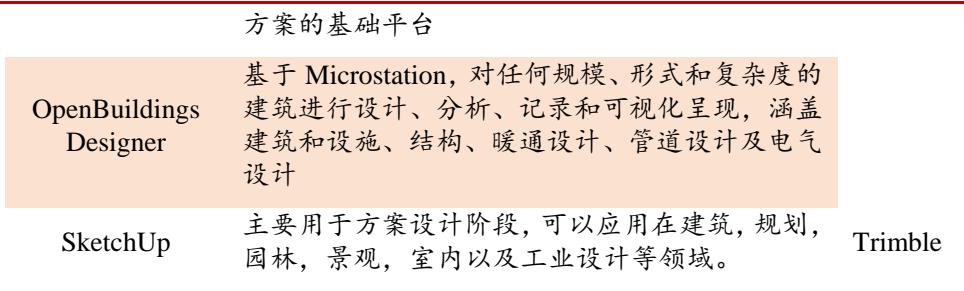 方案的基础平台
基于 Microstation，对任何规模、形式和复杂度的
OpenBuildings
建筑进行设计、分析、记录和可视化呈现，涵盖
Designer
建筑和设施、结构、暖通设计、管道设计及电气
设计
SketchUp
主要用于方案设计阶段，可以应用在建筑，规划，
园林，景观，室内以及工业设计等领域。
Trimble